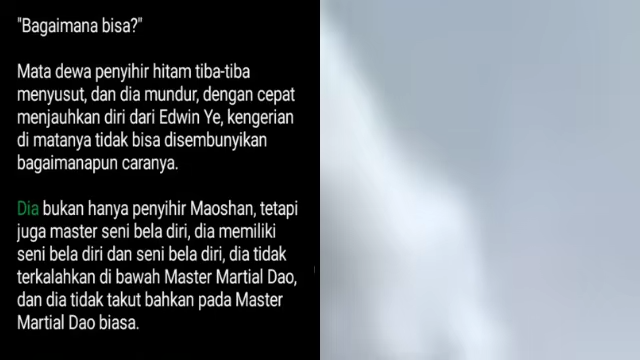 "Bagaimana bisa?"
Mata dewa penyihir hitam tiba-tiba
menyusut, dan dia mundur, dengan cepat
menjauhkan diri dari Edwin Ye, kengerian
di matanya tidak bisa disembunyikan
bagaimanapun caranya.
Dia bukan hanya penyihir Maoshan, tetapi
juga master seni bela diri, dia memiliki
seni bela diri dan seni bela diri, dia tidak
terkalahkan di bawah Master Martial Dao,
dan dia tidak takut bahkan pada Master
Martial Dao biasa.